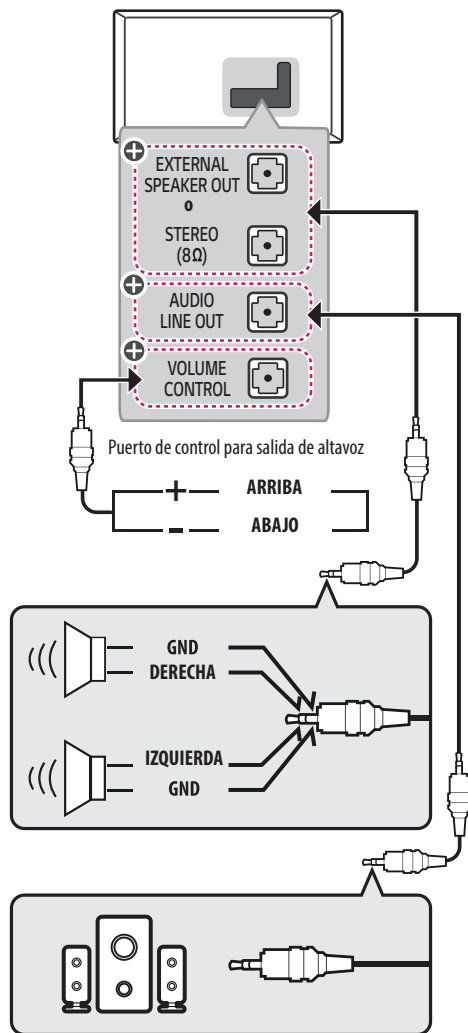 EXTERNAL
SPEAKER OUT
o
STEREO
(8Ω)
AUDIO
LINE OUT
VOLUME
CONTROL
Puerto de control para salida de altavoz
+ ARRIBA
- ABAJO
GND
DERECHA
IZQUIERDA
GND